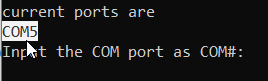 current ports are
COM5
Input the COM port as COM#: